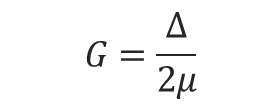 G = Δ / 2μ